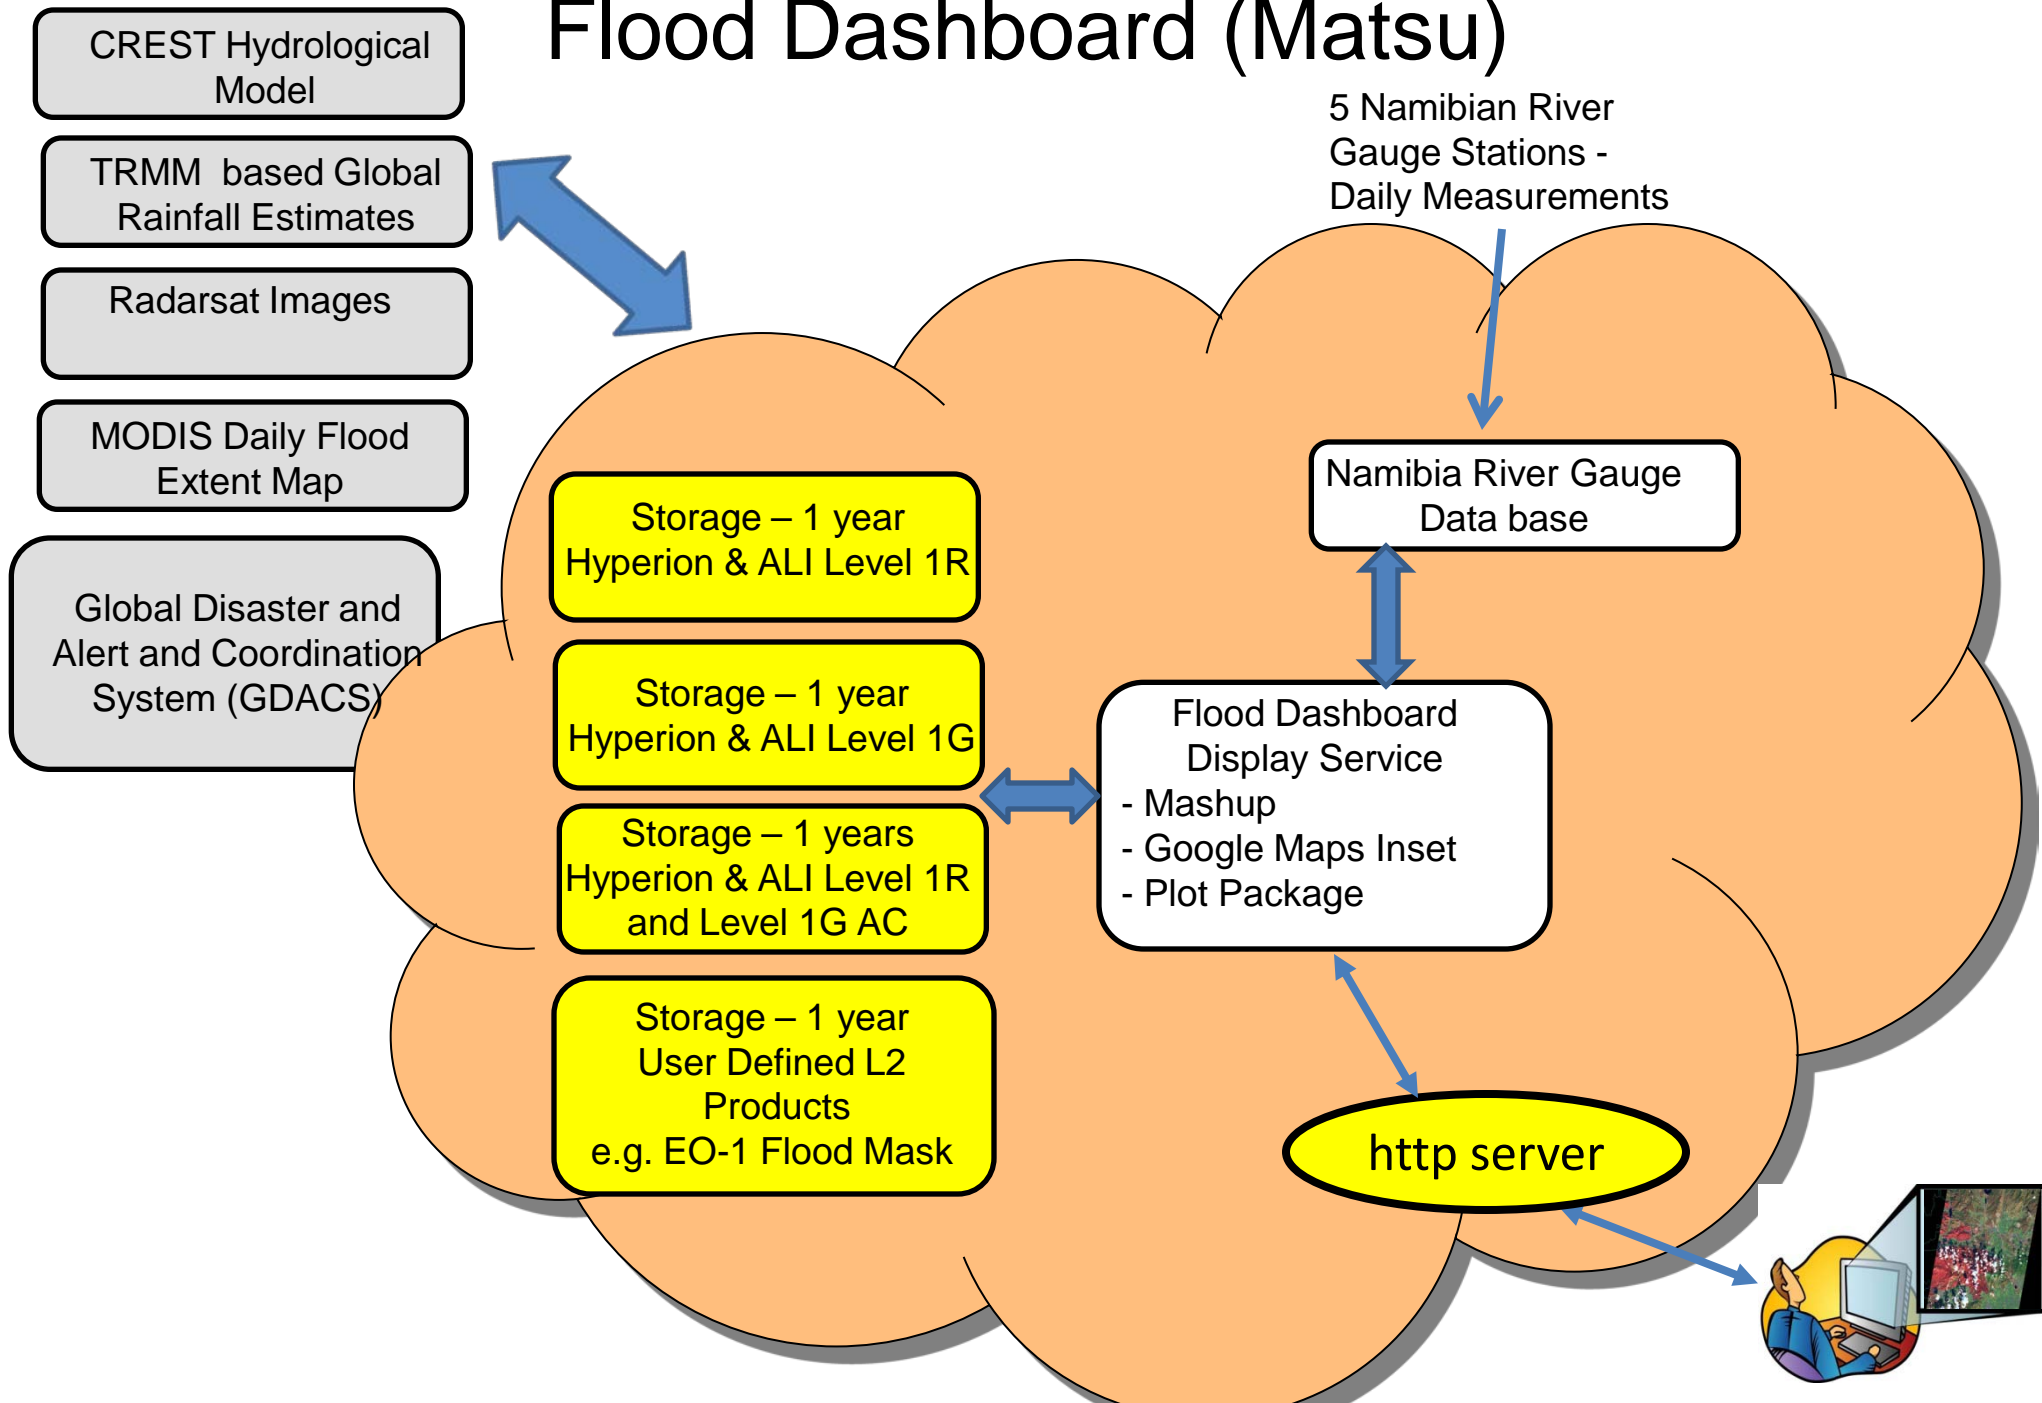 Flood Dashboard (Matsu)
CREST Hydrological
Model
TRMM  based Global
Rainfall Estimates
Radarsat Images
MODIS Daily Flood
Extent Map
Global Disaster and
Alert and Coordination
System (GDACS)
5 Namibian River
Gauge Stations -
Daily Measurements
Storage – 1 year
Hyperion & ALI Level 1R
Storage – 1 year
Hyperion & ALI Level 1G
Storage – 1 years
Hyperion & ALI Level 1R
and Level 1G AC
Storage – 1 year
User Defined L2
Products
e.g. EO-1 Flood Mask
Namibia River Gauge
Data base
Flood Dashboard
Display Service
- Mashup
- Google Maps Inset
- Plot Package
http server